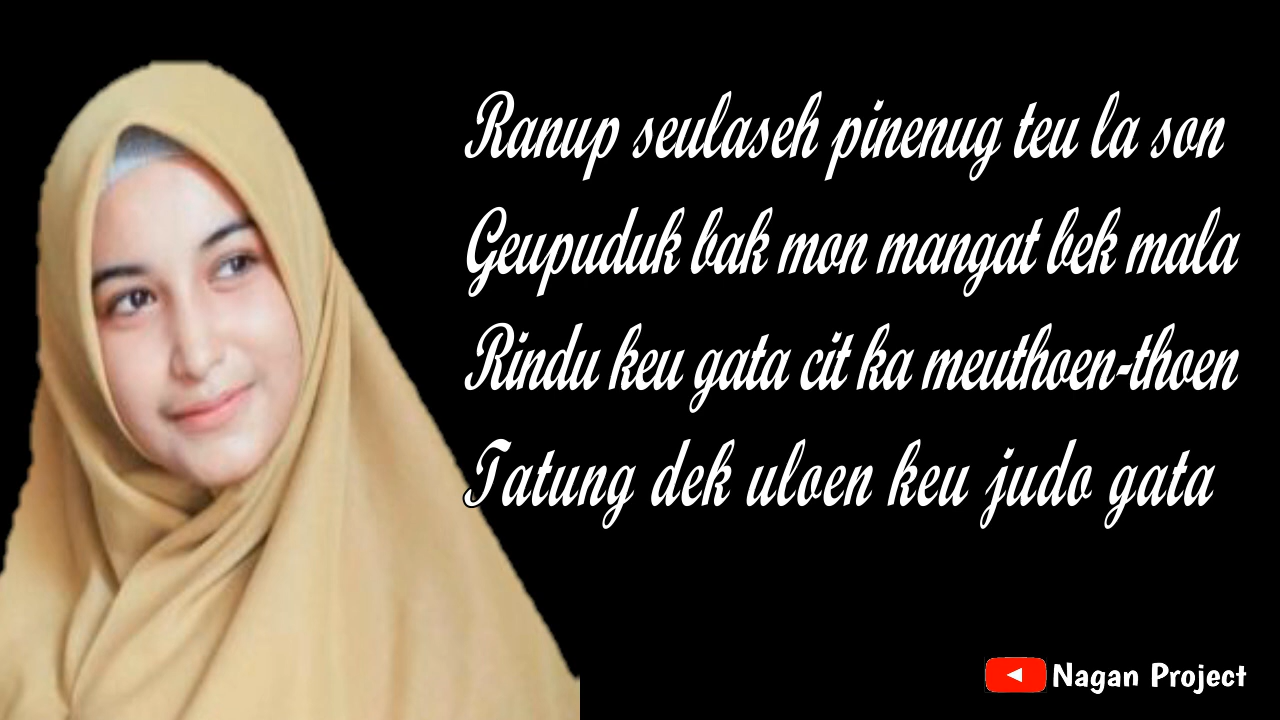 Ranup seulaseh pinenug teu la son
Geupuduk bak mon mangat bek mala
Rindu keu gata cit ka meuthoen-thoen
Tatung dek uloen keu judo gata
Nagan Project